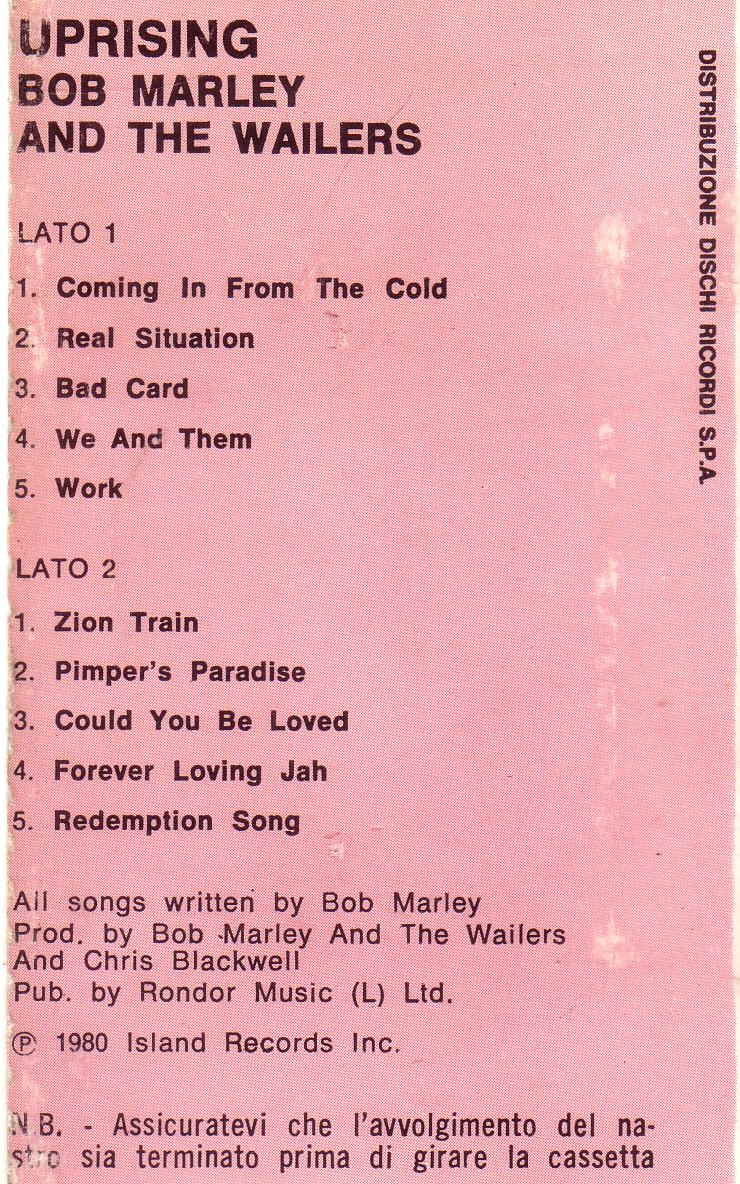 UPRISING
BOB MARLEY
AND THE WAILERS
LATO 1
1. Coming In From The Cold
2. Real Situation
3. Bad Card
4. We And Them
5. Work
LATO 2
1. Zion Train
2. Pimper's Paradise
3. Could You Be Loved
4. Forever Loving Jah
5. Redemption Song
All songs written by Bob Marley
Prod. by Bob Marley And The Wailers
And Chris Blackwell
Pub. by Rondor Music (L) Ltd.
℗ 1980 Island Records Inc.
N.B. - Assicuratevi che l'avvolgimento del na-
stro sia terminato prima di girare la cassetta
DISTRIBUZIONE DISCHI RICORDI S.P.A.